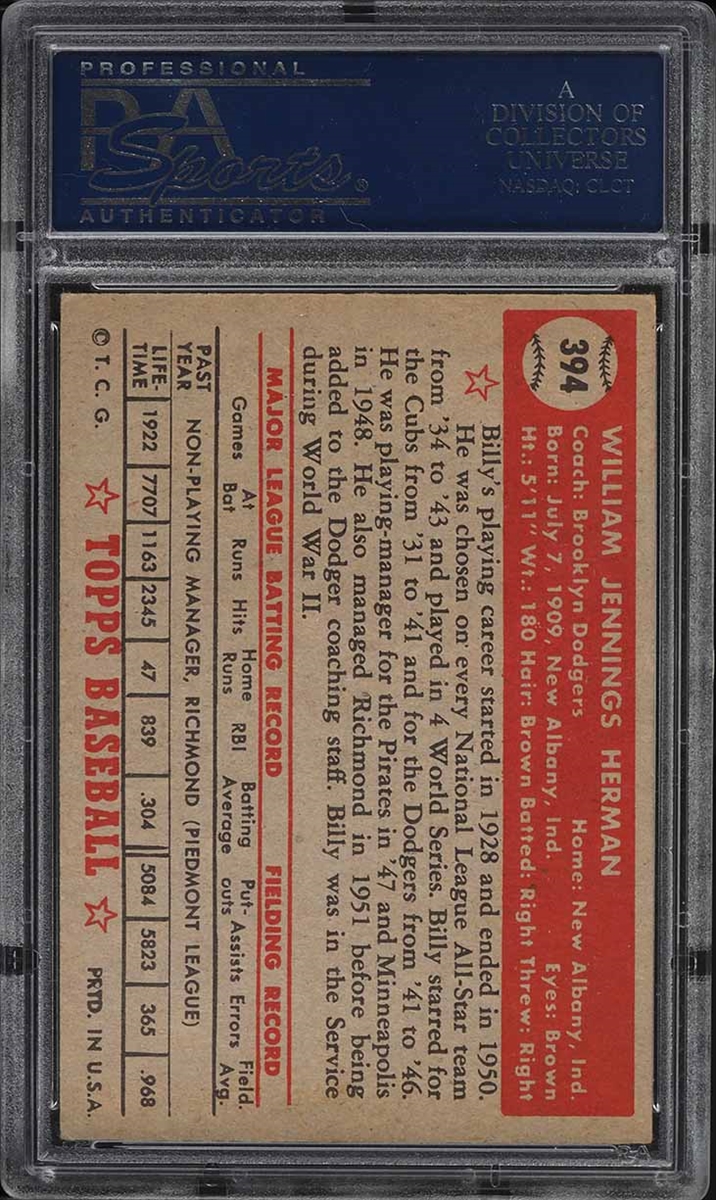 PROFESSIONAL
PSA
Sports®
AUTHENTICATOR
A
DIVISION OF
COLLECTORS
UNIVERSE
NASDAQ: CLCT
394
WILLIAM JENNINGS HERMAN
Coach: Brooklyn Dodgers Home: New Albany, Ind.
Born: July 7, 1909, New Albany, Ind. Eyes: Brown
Ht.: 5'11" Wt.: 180 Hair: Brown Batted: Right Threw: Right
Billy's playing career started in 1928 and ended in 1950.
He was chosen on every National League All-Star team
from '34 to '43 and played in 4 World Series. Billy starred for
the Cubs from '31 to '41 and for the Dodgers from '41 to '46.
He was playing-manager for the Pirates in '47 and Minneapolis
in 1948. He also managed Richmond in 1951 before being
added to the Dodger coaching staff. Billy was in the Service
during World War II.
MAJOR LEAGUE BATTING RECORD FIELDING RECORD
Games At Bat Runs Hits Home Runs RBI Batting Average Put-outs Assists Errors Field. Avg.
PAST YEAR NON-PLAYING MANAGER, RICHMOND (PIEDMONT LEAGUE)
LIFE-TIME 1922 7707 1163 2345 47 839 .304 5084 5823 365 .968
© T. C. G. TOPPS BASEBALL PRTD. IN U.S.A.